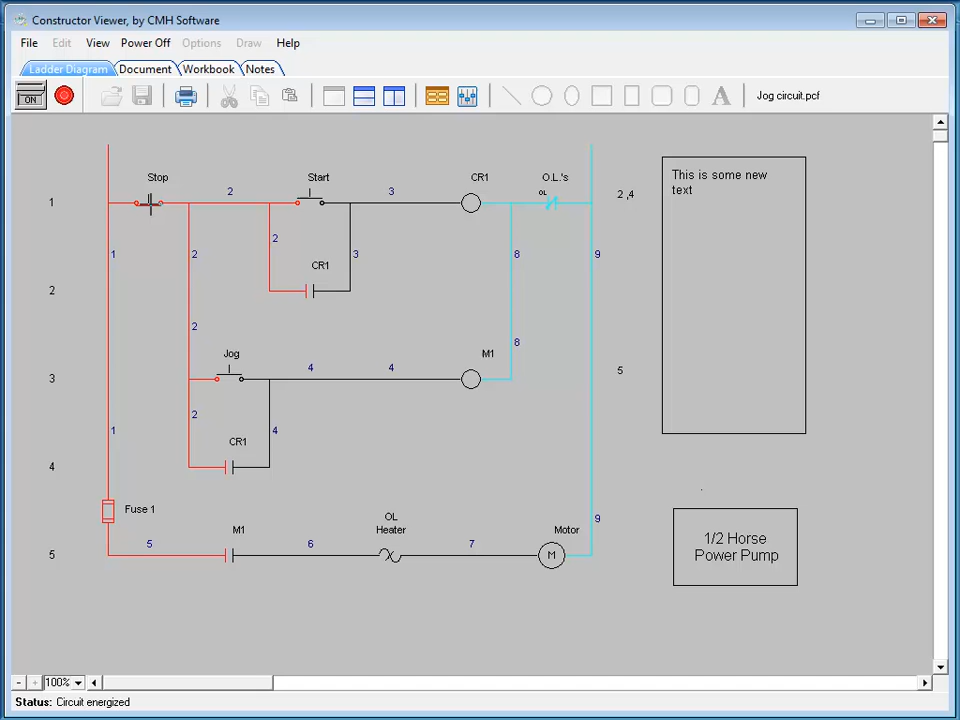 Constructor Viewer, by CMH Software
File Edit View Power Off Options Draw Help
Ladder Diagram Document Workbook Notes
ON A Jog circuit.pcf
Stop Start CR1 O.L.'s
This is some new
text
1 2 3 OL 2 ,4
1 2 2 3 8 9
CR1
2
2 8
Jog M1
4 4
3 5
1 2 4
CR1
4
Fuse 1
OL
Heater
M1 Motor 9
5 6 7
5 M
1/2 Horse
Power Pump
- + 100%
Status: Circuit energized